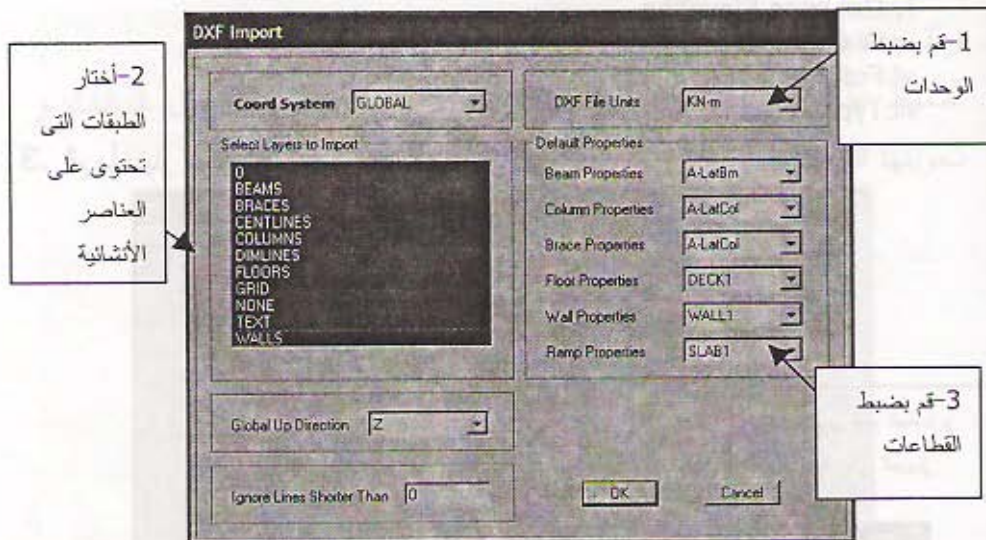 DXF Import
1-قم بضبط
الوحدات
2-أختار
الطبقات التى
تحتوى على
العناصر
الأنشائية
Coord System GLOBAL
DXF File Units KN-m
Select Layers to Import
0
BEAMS
BRACES
CENTLINES
COLUMNS
DIMLINES
FLOORS
GRID
NONE
TEXT
WALLS
Default Properties
Beam Properties A-LatBm
Column Properties A-LatCol
Brace Properties A-LatCol
Floor Properties DECK1
Wall Properties WALL1
Ramp Properties SLAB1
3-قم بضبط
القطاعات
Global Up Direction Z
Ignore Lines Shorter Than 0
OK Cancel